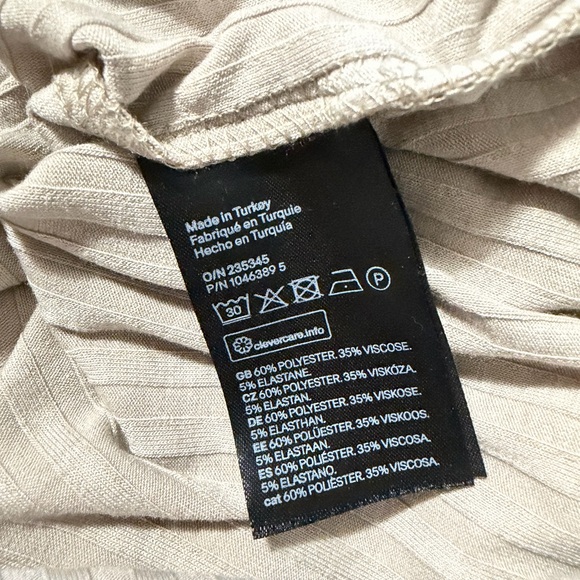 Made in Turkey
Fabriqué en Turquie
Hecho en Turquía
O/N 235345
P/N 1046389 5
30 P
clevercare.info
GB 60% POLYESTER. 35% VISCOSE.
5% ELASTANE.
CZ 60% POLYESTER. 35% VISKÓZA.
5% ELASTAN.
DE 60% POLYESTER. 35% VISKOSE.
5% ELASTHAN.
EE 60% POLÜESTER. 35% VISKOOS.
5% ELASTAAN.
ES 60% POLIÉSTER. 35% VISCOSA.
5% ELASTANO.
cat 60% POLIÈSTER. 35% VISCOSA.